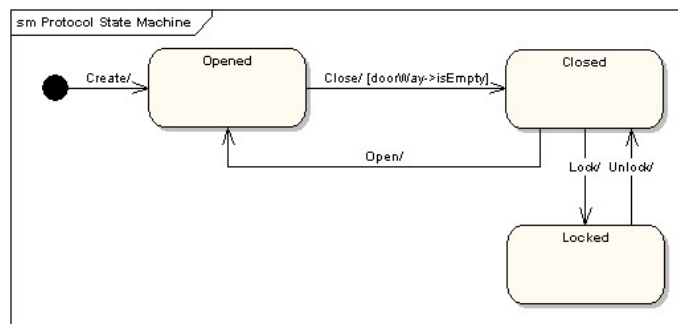 sm Protocol State Machine
Opened
Closed
Create/
Close/ [doorWay->isEmpty]
Open/
Lock/
Unlock/
Locked